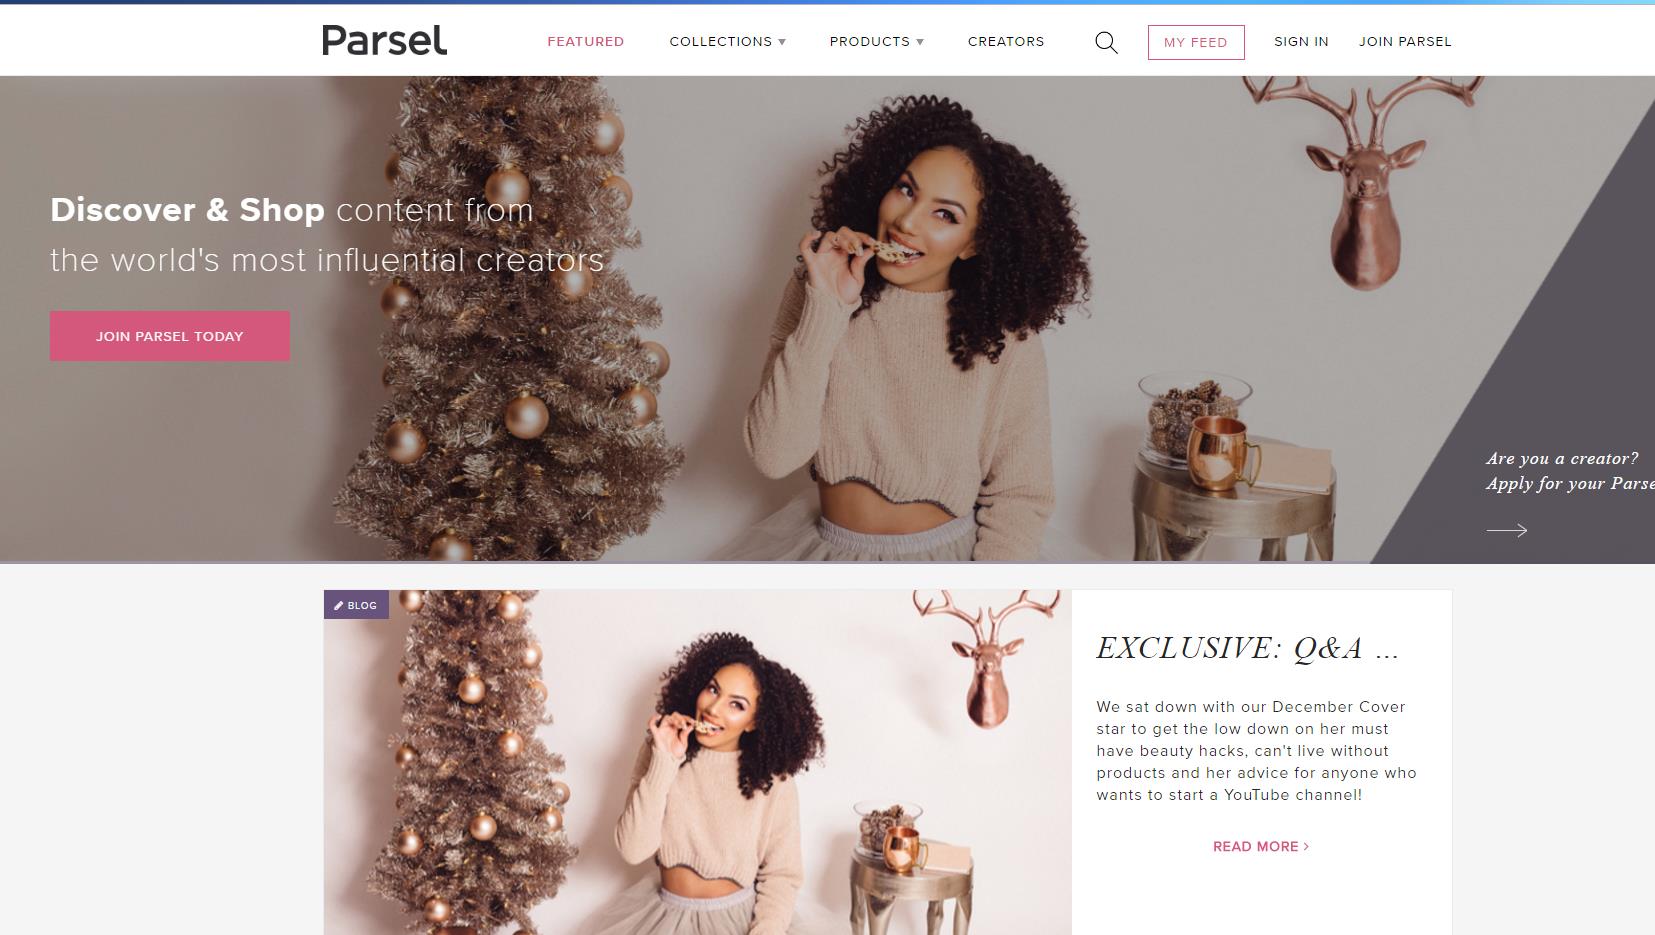 Parsel
FEATURED
COLLECTIONS
PRODUCTS
CREATORS
MY FEED
SIGN IN
JOIN PARSEL
Discover & Shop content from
the world's most influential creators
JOIN PARSEL TODAY
Are you a creator?
Apply for your Parse
BLOG
EXCLUSIVE: Q&A ...
We sat down with our December Cover
star to get the low down on her must
have beauty hacks, can't live without
products and her advice for anyone who
wants to start a YouTube channel!
READ MORE >